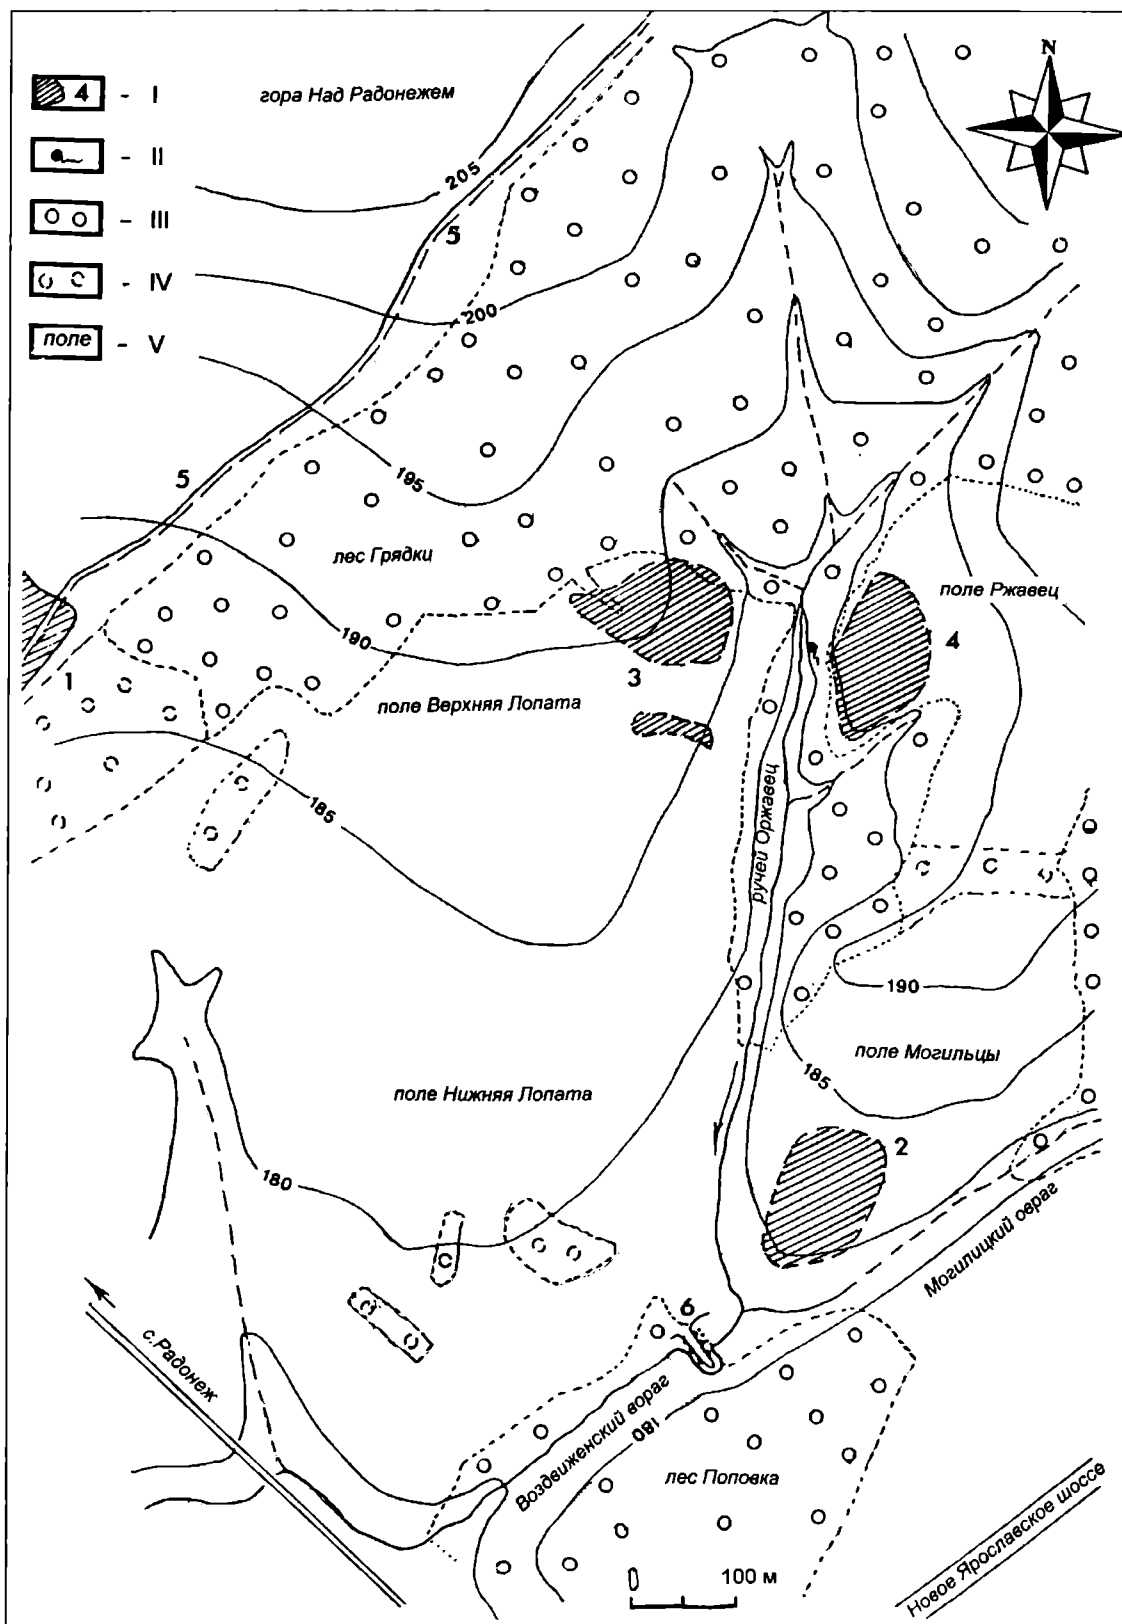 N
4 - I
гора Над Радонежем
- II
- III
- IV
поле - V
205
5
200
195
5
лес Грядки
190
поле Ржавец
4
1
3
поле Верхняя Лопата
185
ручей Оржавец
190
поле Могильцы
185
поле Нижняя Лопата
2
180
Могилицкий овраг
6
с.Радонеж
Воздвиженский вораг
180
лес Поповка
Новое Ярославское шоссе
0 100 м